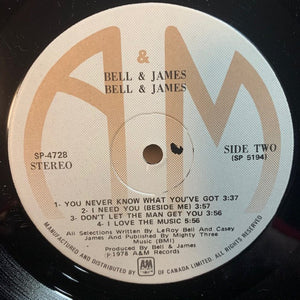 A&M
BELL & JAMES
BELL & JAMES
SP-4728
STEREO
SIDE TWO
(SP 5194)
1- YOU NEVER KNOW WHAT YOU'VE GOT 3:37
2- I NEED YOU (BESIDE ME) 3:57
3- DON'T LET THE MAN GET YOU 3:36
4- I LOVE THE MUSIC 5:56
All Selections Written By LeRoy Bell And Casey
James And Published By Mighty Three
Music (BMI)
Produced By Bell & James
℗1978 A&M Records
MANUFACTURED AND DISTRIBUTED BY A&M RECORDS OF CANADA LIMITED. ALL RIGHTS RESERVED.
A&M